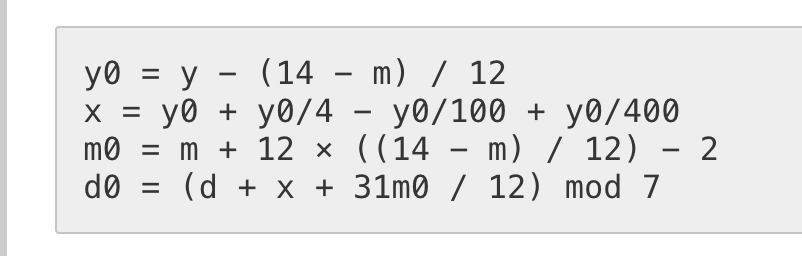 y0 = y − (14 − m) / 12
x = y0 + y0/4 − y0/100 + y0/400
m0 = m + 12 × ((14 − m) / 12) − 2
d0 = (d + x + 31m0 / 12) mod 7